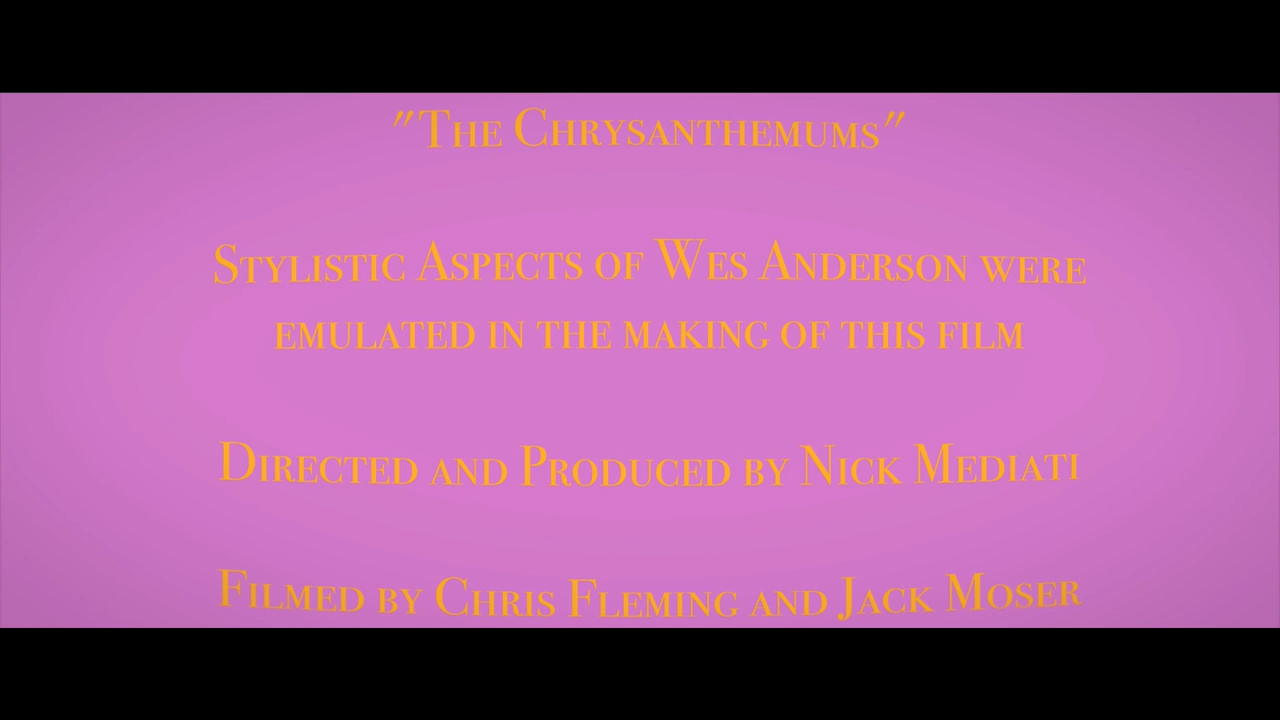 "The Chrysanthemums"
Stylistic Aspects of Wes Anderson were
emulated in the making of this film
Directed and Produced by Nick Mediati
Filmed by Chris Fleming and Jack Moser